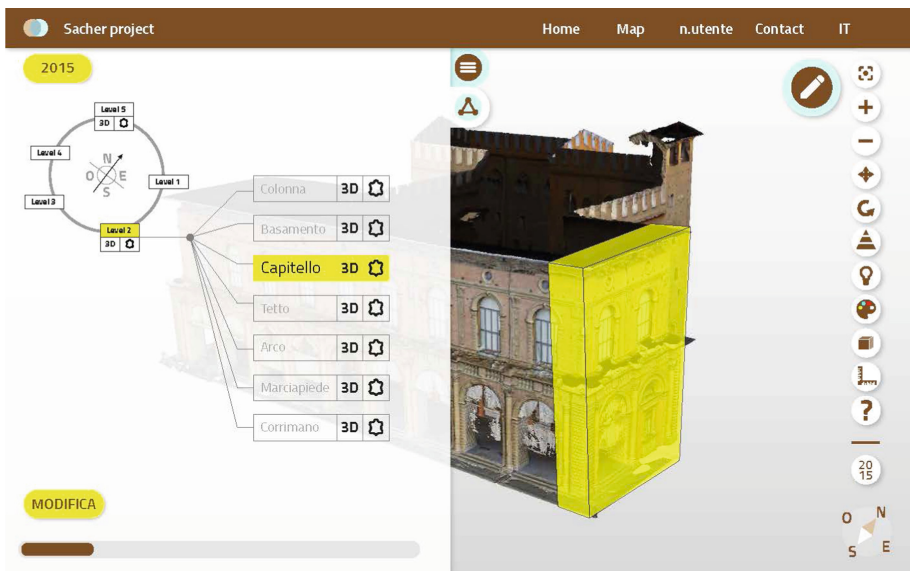 Sacher project
Home Map n.utente Contact IT
2015
Level 5
3D
Level 4
N
O E
S
Level 1
Level 3
Level 2
3D
Colonna 3D
Basamento 3D
Capitello 3D
Tetto 3D
Arco 3D
Marciapiede 3D
Corrimano 3D
MODIFICA
?
20
15
O N
S E